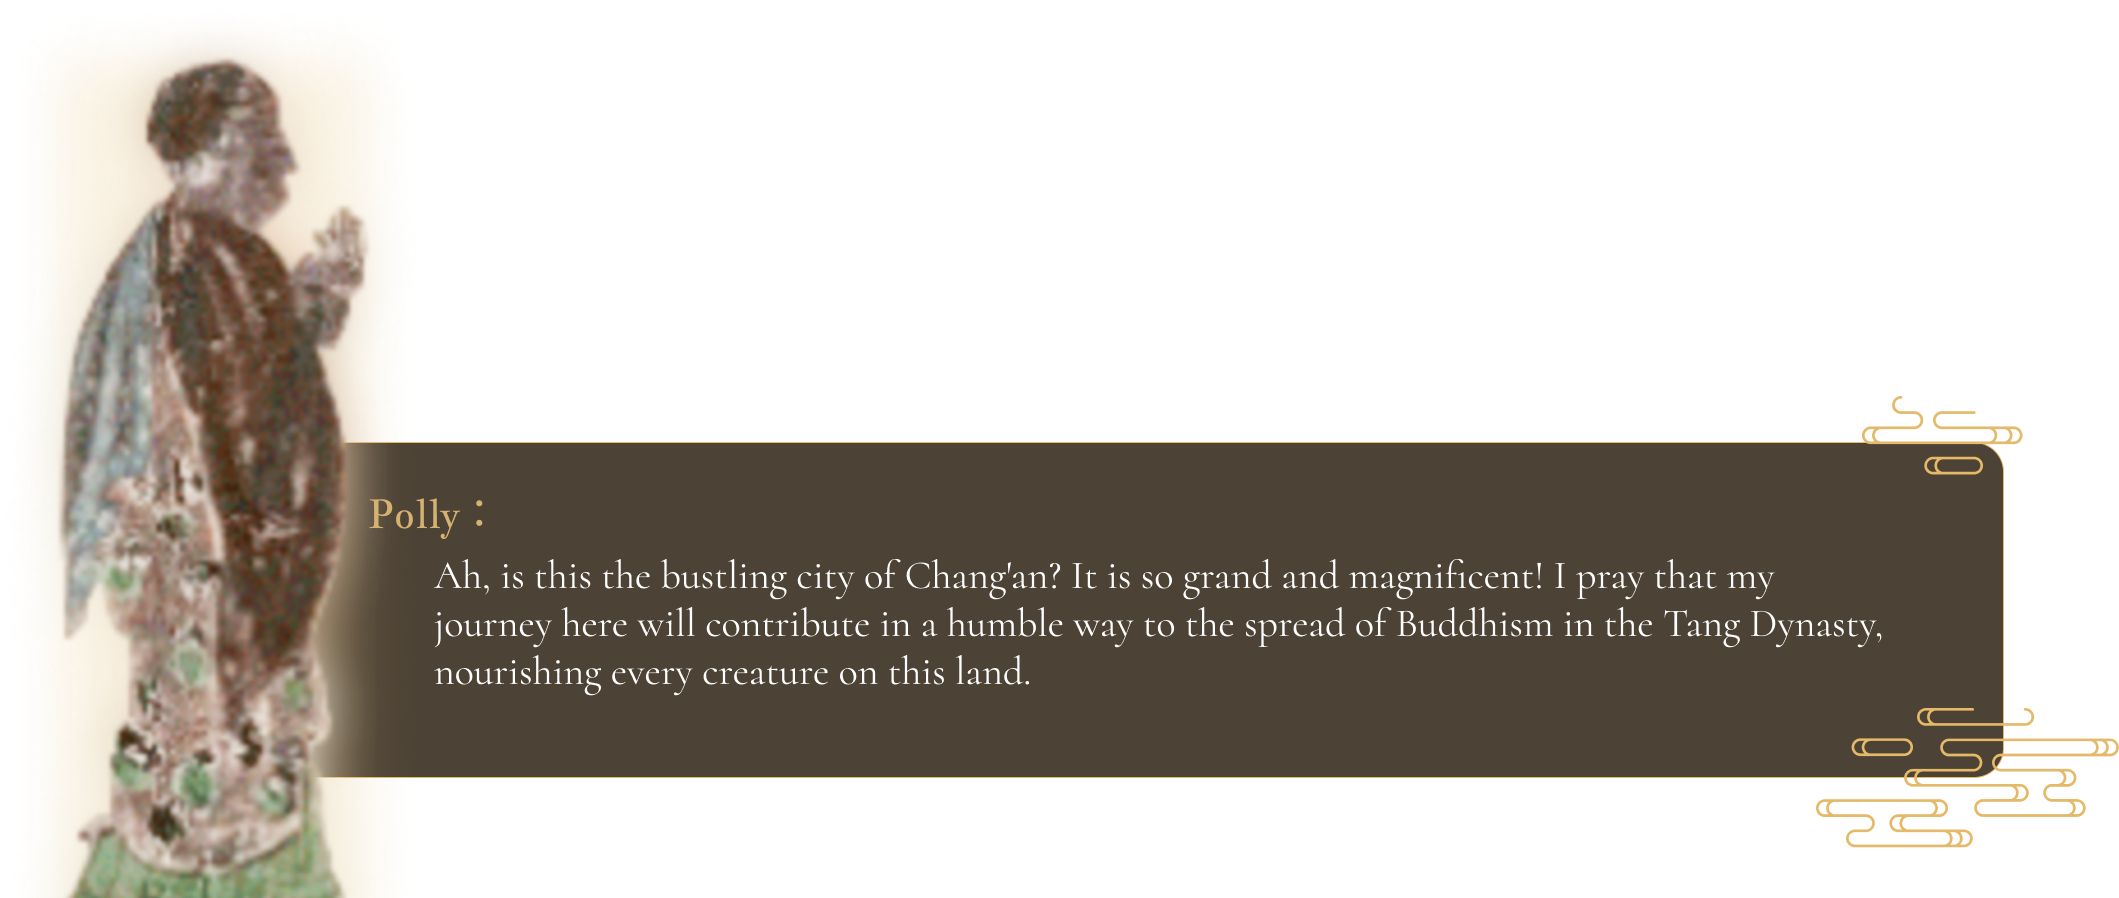 Polly：
Ah, is this the bustling city of Chang'an? It is so grand and magnificent! I pray that my
journey here will contribute in a humble way to the spread of Buddhism in the Tang Dynasty,
nourishing every creature on this land.